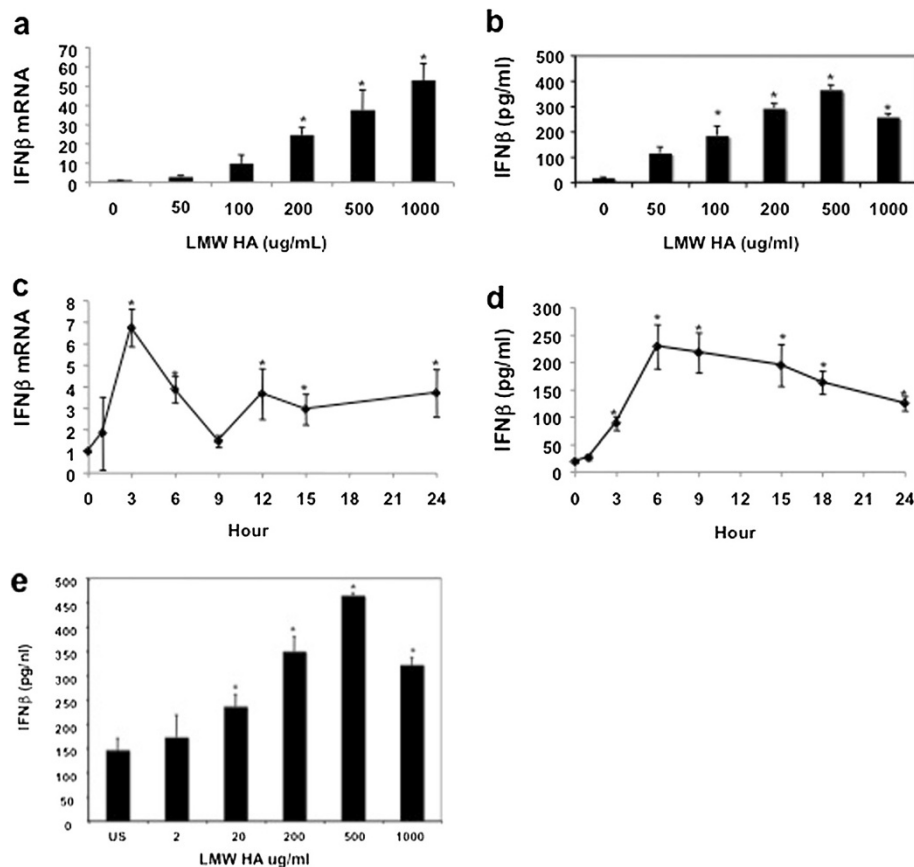 a
IFNβ mRNA
70
60
50
40
30
20
10
0
* * *
0 50 100 200 500 1000
LMW HA (ug/mL)
b
IFNβ (pg/ml)
500
400
300
200
100
0
* * * *
0 50 100 200 500 1000
LMW HA (ug/ml)
c
IFNβ mRNA
8
7
6
5
4
3
2
1
0
* * * * *
0 3 6 9 12 15 18 21 24
Hour
d
IFNβ (pg/ml)
300
250
200
150
100
50
0
* * * * * *
0 3 6 9 12 15 18 21 24
Hour
e
IFNβ (pg/nl)
500
450
400
350
300
250
200
150
100
50
0
* * * *
US 2 20 200 500 1000
LMW HA ug/ml